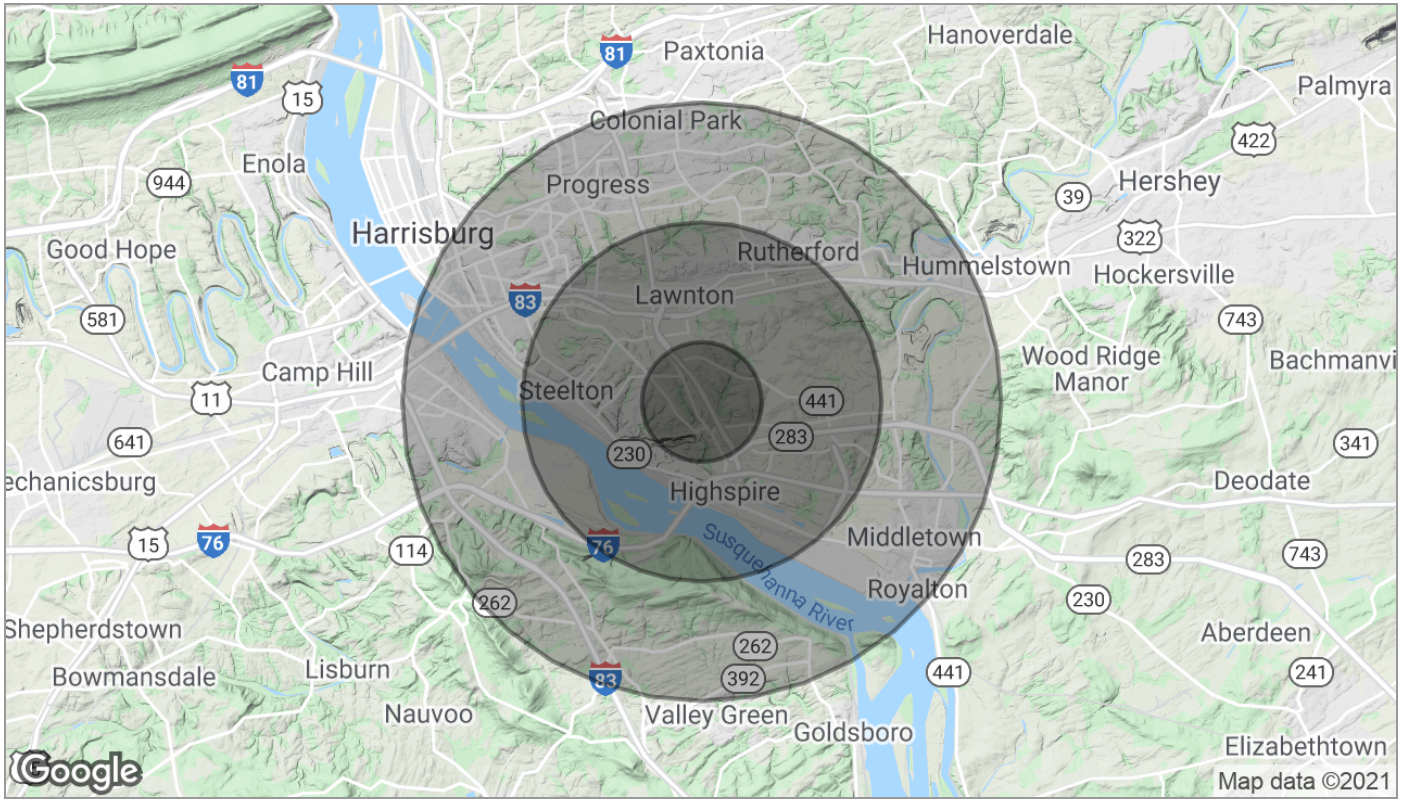 Hanoverdale
81
Paxtonia
81
15
Palmyra
Colonial Park
422
Enola
944
Progress
Hershey
39
Harrisburg
322
Good Hope
Rutherford
Hummelstown
Hockersville
Lawnton
83
581
743
Wood Ridge
Manor
Bachmanvi
Camp Hill
Steelton
11
441
283
641
230
341
echanicsburg
Highspire
Deodate
Susquehanna River
Middletown
15
76
76
114
283
743
Royalton
262
230
Shepherdstown
Aberdeen
262
Lisburn
Bowmansdale
83
392
441
241
Nauvoo
Valley Green
Goldsboro
Elizabethtown
Google
Map data ©2021